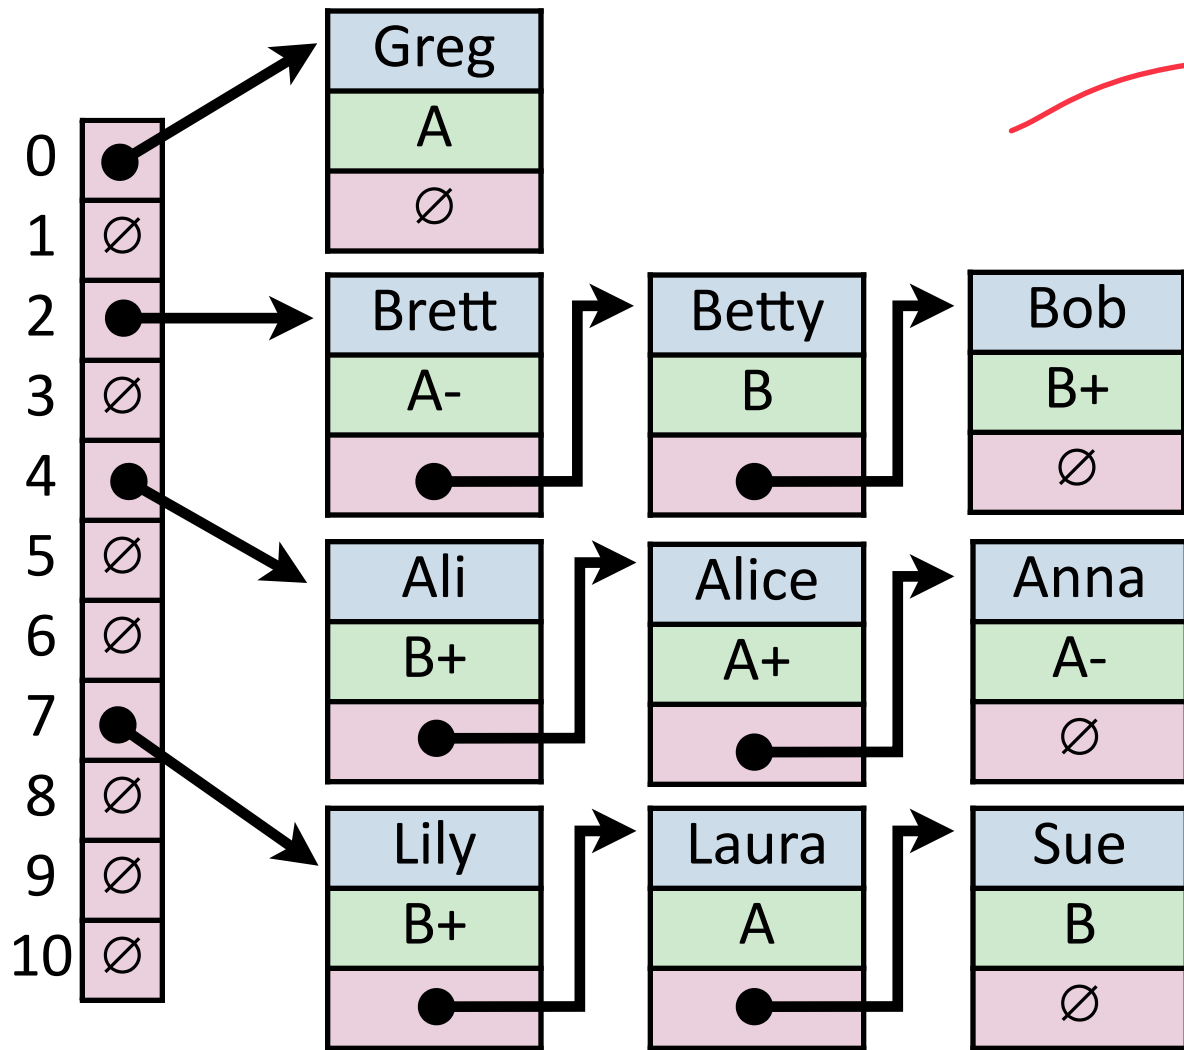 Greg
A
∅
0
1 ∅
2
3 ∅
4
5 ∅
6 ∅
7
8 ∅
9 ∅
10 ∅
Brett Betty Bob
A- B B+
∅
Ali Alice Anna
B+ A+ A-
∅
Lily Laura Sue
B+ A B
∅